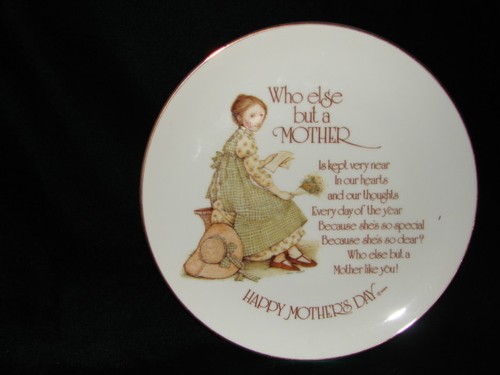 Who else
but a
MOTHER
Is kept very near
In our hearts
and our thoughts
Every day of the year
Because she's so special
Because she's so dear?
Who else but a
Mother like you!
HAPPY MOTHER'S DAY